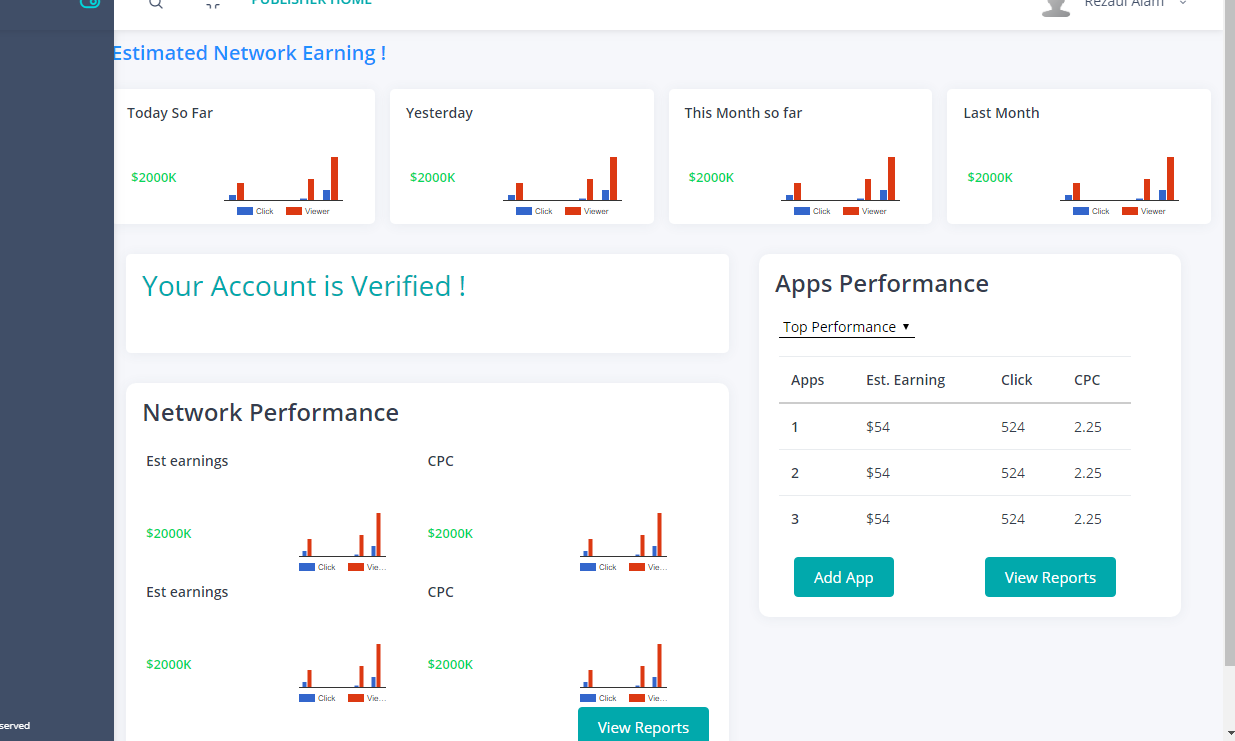 PUBLISHER HOME
Rezaul Alam
Estimated Network Earning !
Today So Far
$2000K
Click Viewer
Yesterday
$2000K
Click Viewer
This Month so far
$2000K
Click Viewer
Last Month
$2000K
Click Viewer
Your Account is Verified !
Network Performance
Est earnings
$2000K
Click Vie...
CPC
$2000K
Click Vie...
Est earnings
$2000K
Click Vie...
CPC
$2000K
Click Vie...
View Reports
Apps Performance
Top Performance
Apps Est. Earning Click CPC
1 $54 524 2.25
2 $54 524 2.25
3 $54 524 2.25
Add App
View Reports
served